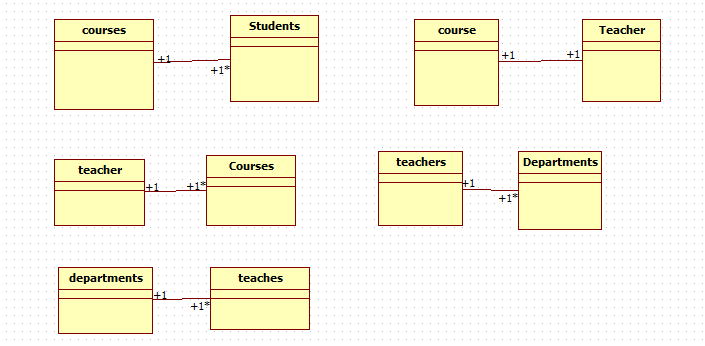 courses
Students
+1
+1*
course
Teacher
+1
+1
teacher
Courses
+1
+1*
teachers
Departments
+1
+1*
departments
teaches
+1
+1*